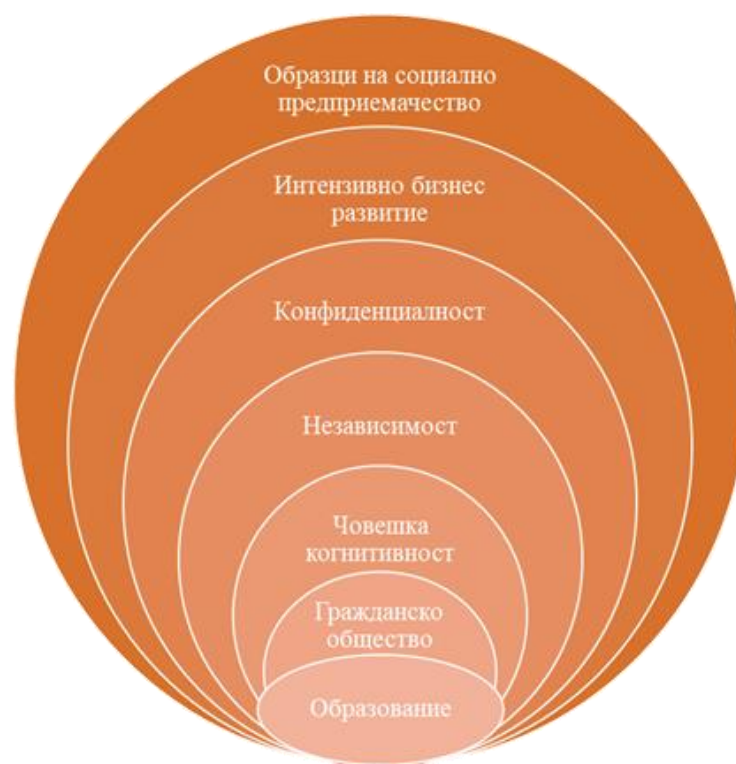 Образци на социално
предприемачество
Интензивно бизнес
развитие
Конфиденциалност
Независимост
Човешка
когнитивност
Гражданско
общество
Образование